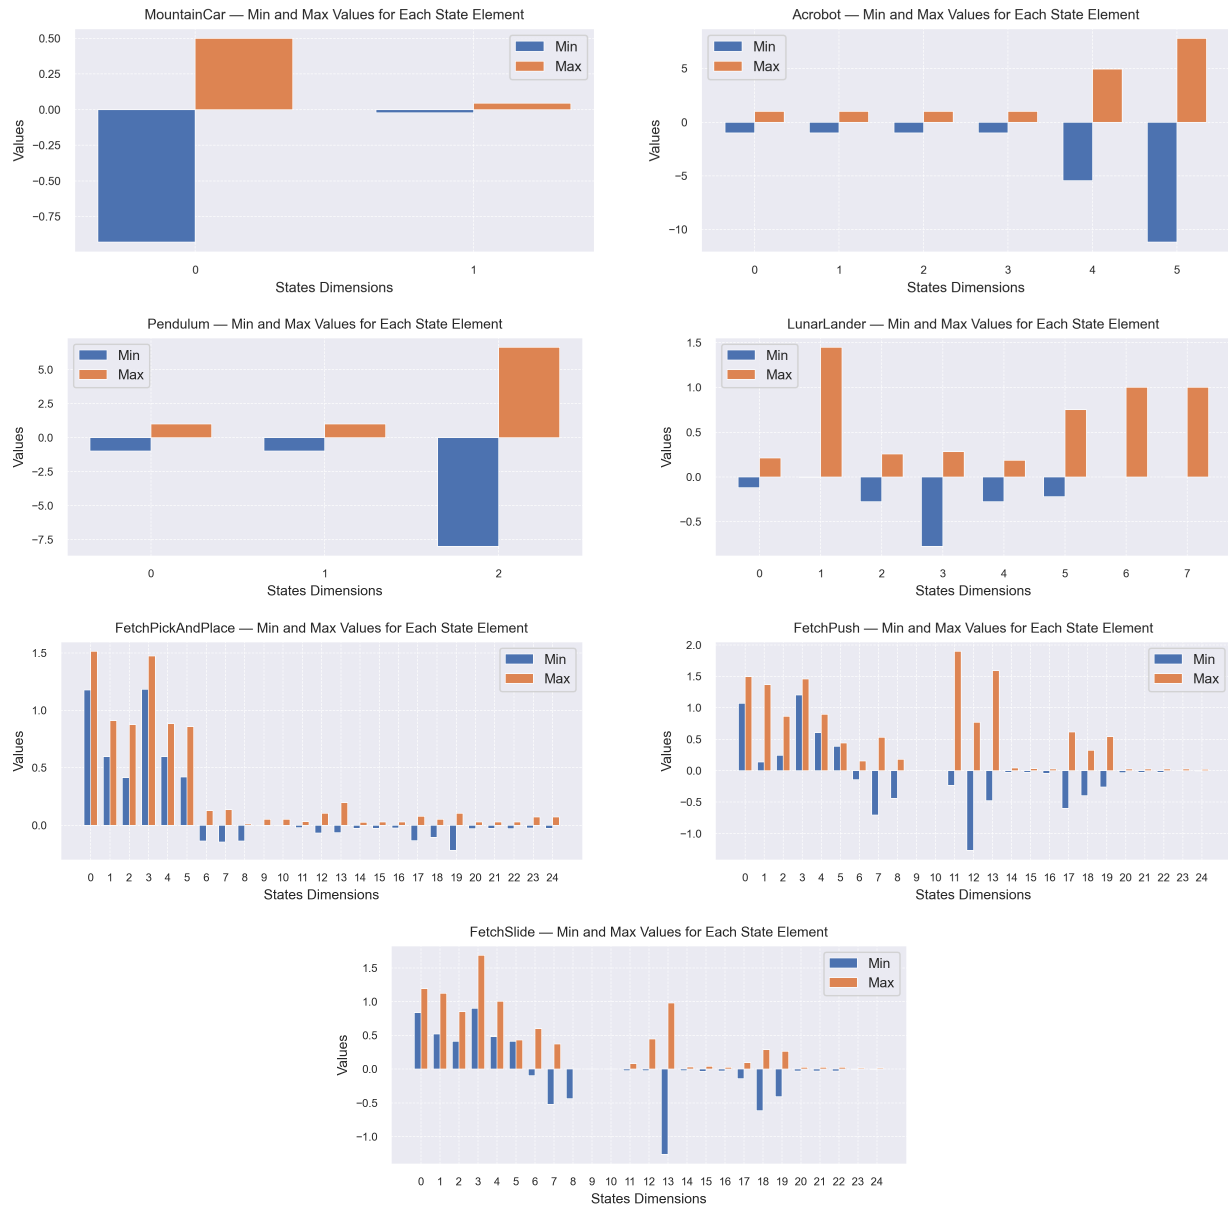 MountainCar — Min and Max Values for Each State Element
Min
Max
Values
0.50
0.25
0.00
−0.25
−0.50
−0.75
0 1
States Dimensions
Acrobot — Min and Max Values for Each State Element
Min
Max
Values
5
0
−5
−10
0 1 2 3 4 5
States Dimensions
Pendulum — Min and Max Values for Each State Element
Min
Max
Values
5.0
2.5
0.0
−2.5
−5.0
−7.5
0 1 2
States Dimensions
LunarLander — Min and Max Values for Each State Element
Min
Max
Values
1.5
1.0
0.5
0.0
−0.5
0 1 2 3 4 5 6 7
States Dimensions
FetchPickAndPlace — Min and Max Values for Each State Element
Min
Max
Values
1.5
1.0
0.5
0.0
0 1 2 3 4 5 6 7 8 9 10 11 12 13 14 15 16 17 18 19 20 21 22 23 24
States Dimensions
FetchPush — Min and Max Values for Each State Element
Min
Max
Values
2.0
1.5
1.0
0.5
0.0
−0.5
−1.0
0 1 2 3 4 5 6 7 8 9 10 11 12 13 14 15 16 17 18 19 20 21 22 23 24
States Dimensions
FetchSlide — Min and Max Values for Each State Element
Min
Max
Values
1.5
1.0
0.5
0.0
−0.5
−1.0
0 1 2 3 4 5 6 7 8 9 10 11 12 13 14 15 16 17 18 19 20 21 22 23 24
States Dimensions